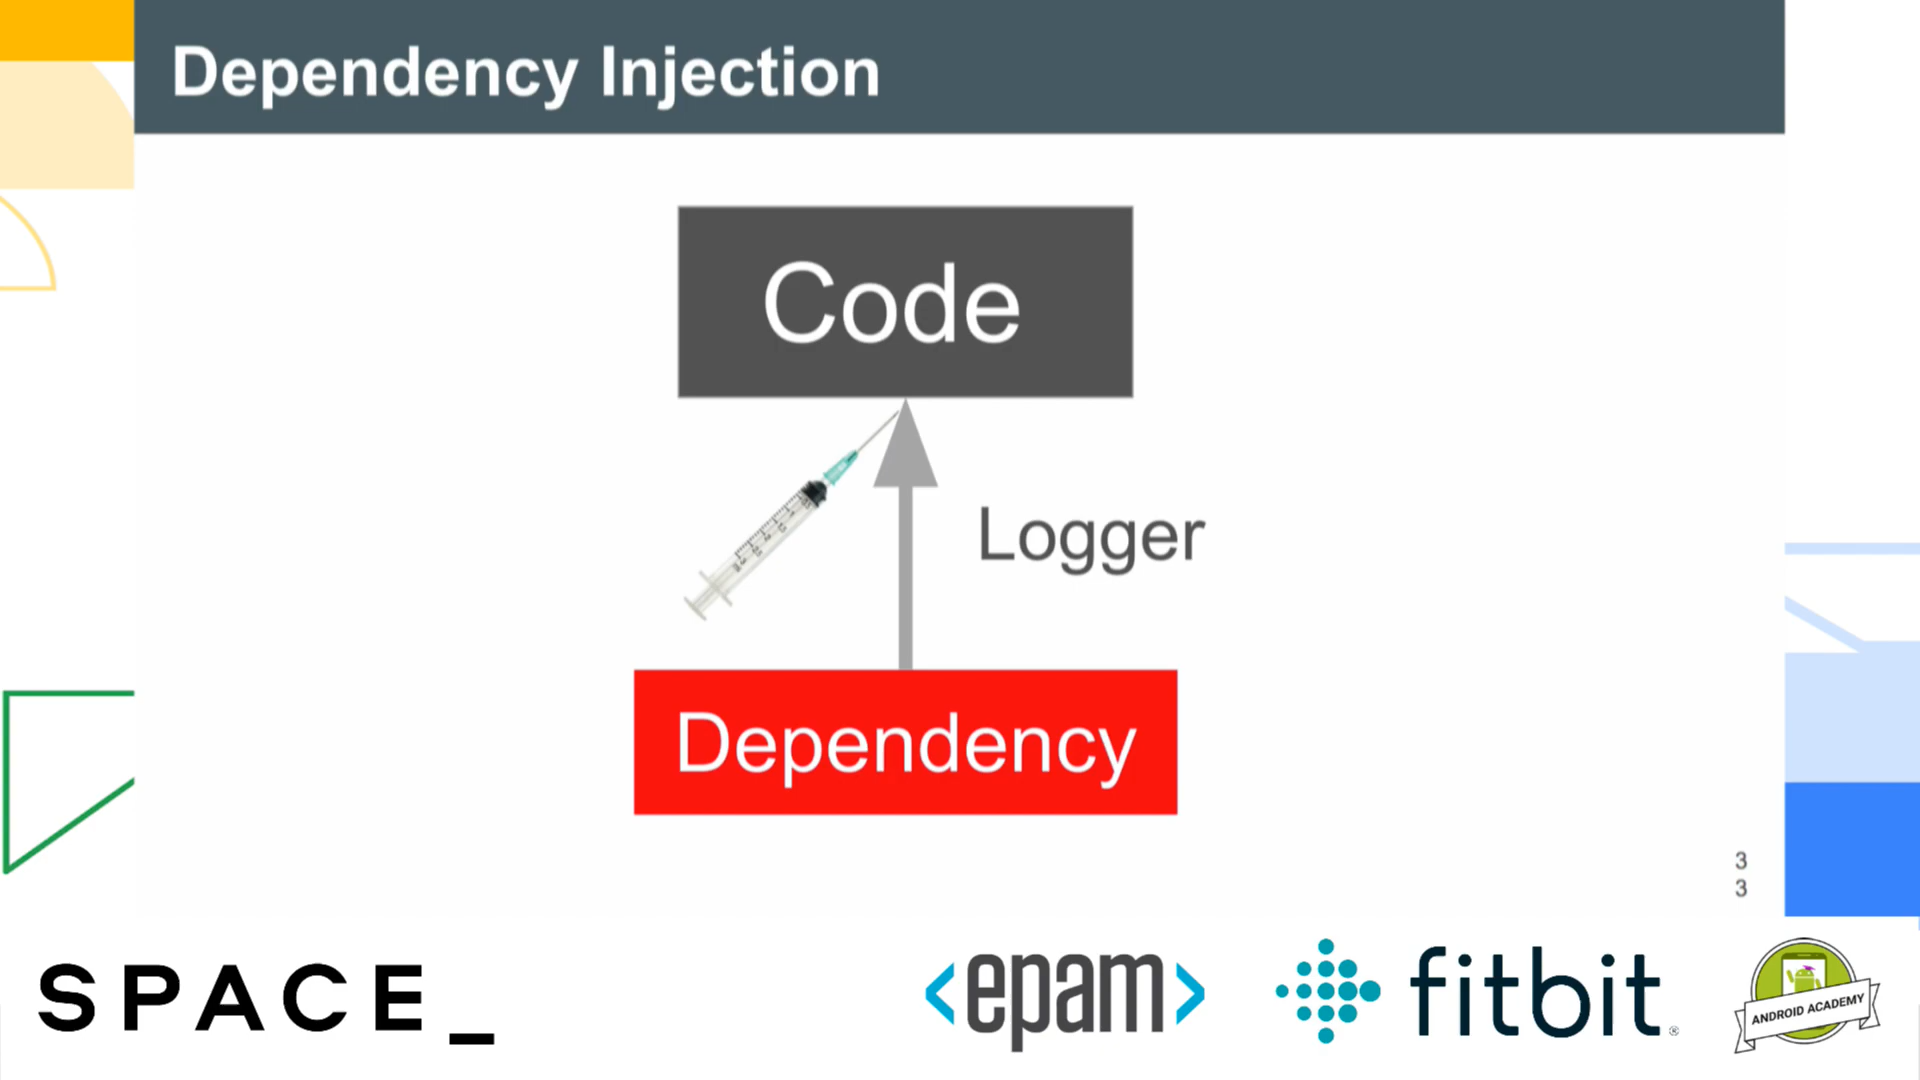 Dependency Injection
Code
Logger
Dependency
3
3
SPACE_
<epam>
fitbit®
ANDROID ACADEMY